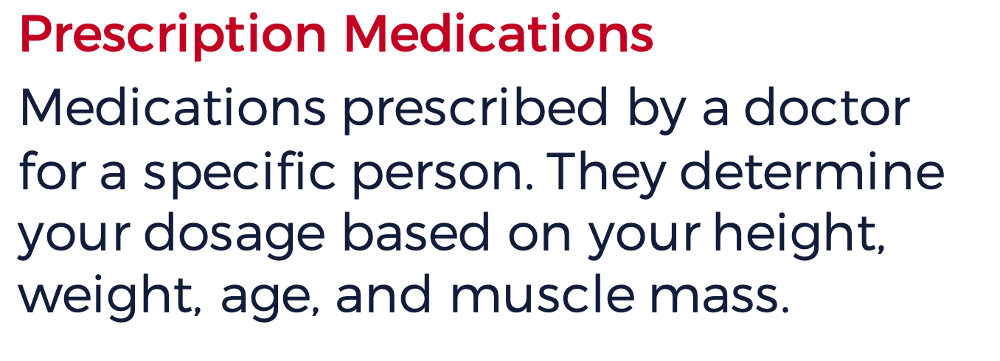 Prescription Medications
Medications prescribed by a doctor
for a specific person. They determine
your dosage based on your height,
weight, age, and muscle mass.